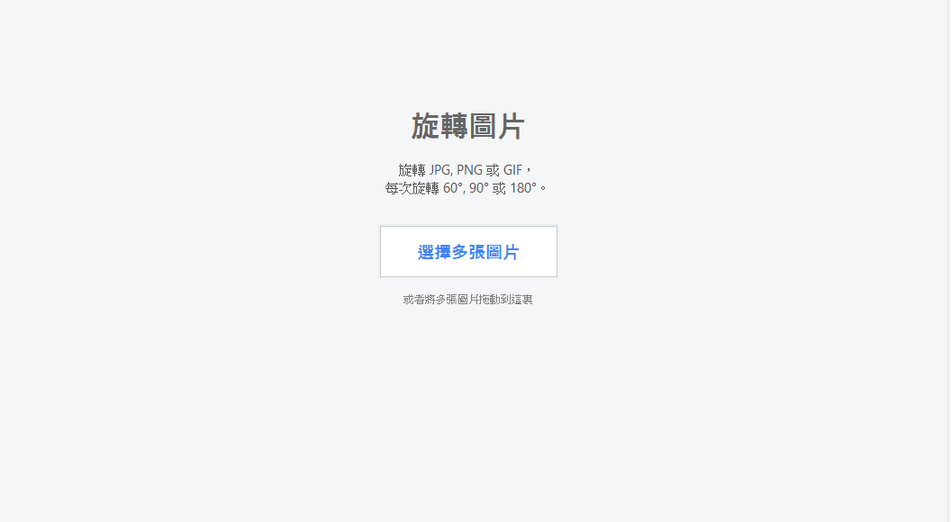 旋轉圖片
旋轉 JPG, PNG 或 GIF，
每次旋轉 60°, 90° 或 180°。
選擇多張圖片
或者將多張圖片拖動到這裏